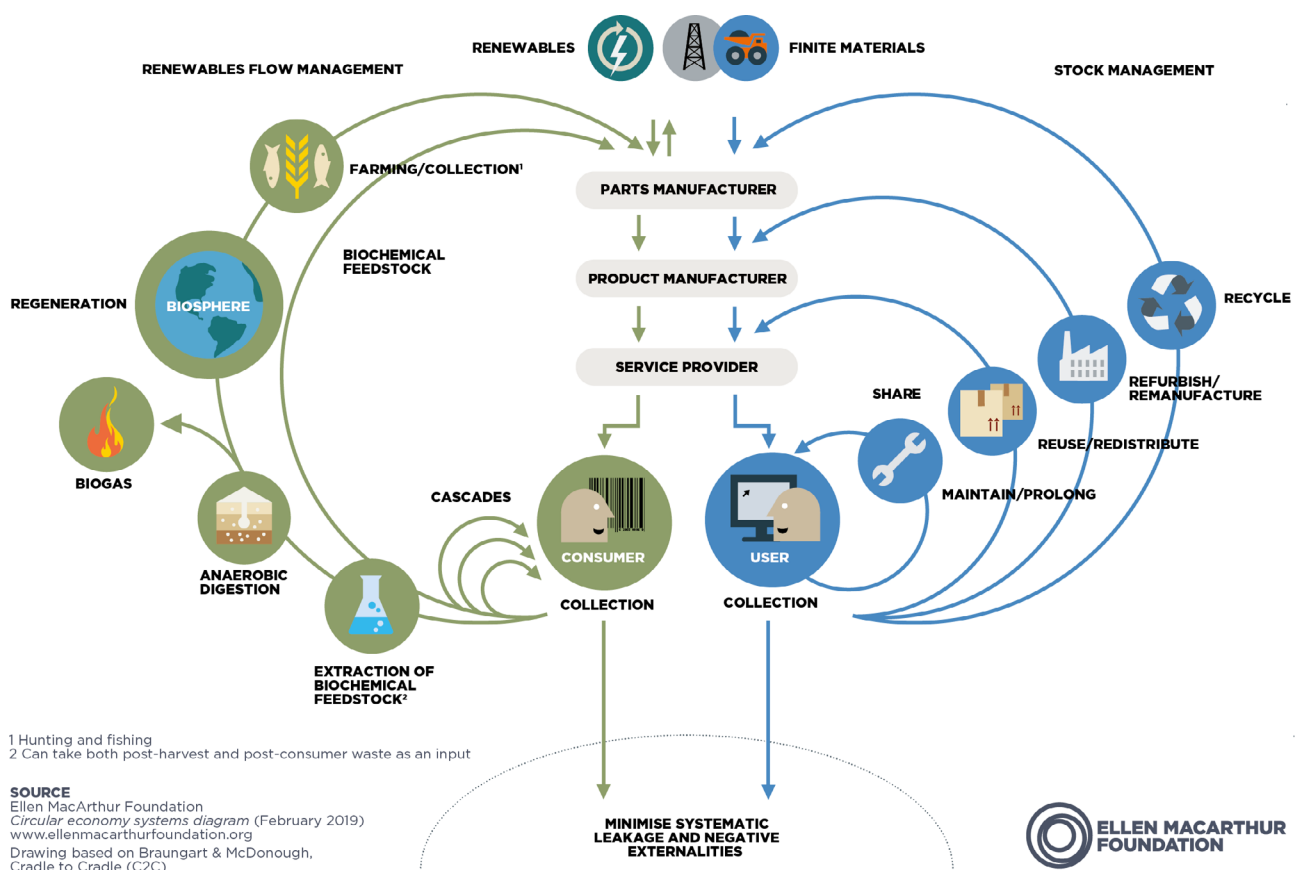 RENEWABLES
FINITE MATERIALS
RENEWABLES FLOW MANAGEMENT
STOCK MANAGEMENT
FARMING/COLLECTION¹
PARTS MANUFACTURER
BIOCHEMICAL
FEEDSTOCK
PRODUCT MANUFACTURER
REGENERATION
BIOSPHERE
RECYCLE
SERVICE PROVIDER
SHARE
REFURBISH/
REMANUFACTURE
REUSE/REDISTRIBUTE
BIOGAS
CASCADES
MAINTAIN/PROLONG
CONSUMER
USER
ANAEROBIC
DIGESTION
COLLECTION
COLLECTION
EXTRACTION OF
BIOCHEMICAL
FEEDSTOCK²
1 Hunting and fishing
2 Can take both post-harvest and post-consumer waste as an input
SOURCE
Ellen MacArthur Foundation
Circular economy systems diagram (February 2019)
www.ellenmacarthurfoundation.org
Drawing based on Braungart & McDonough,
Cradle to Cradle (C2C)
MINIMISE SYSTEMATIC
LEAKAGE AND NEGATIVE
EXTERNALITIES
ELLEN MACARTHUR
FOUNDATION